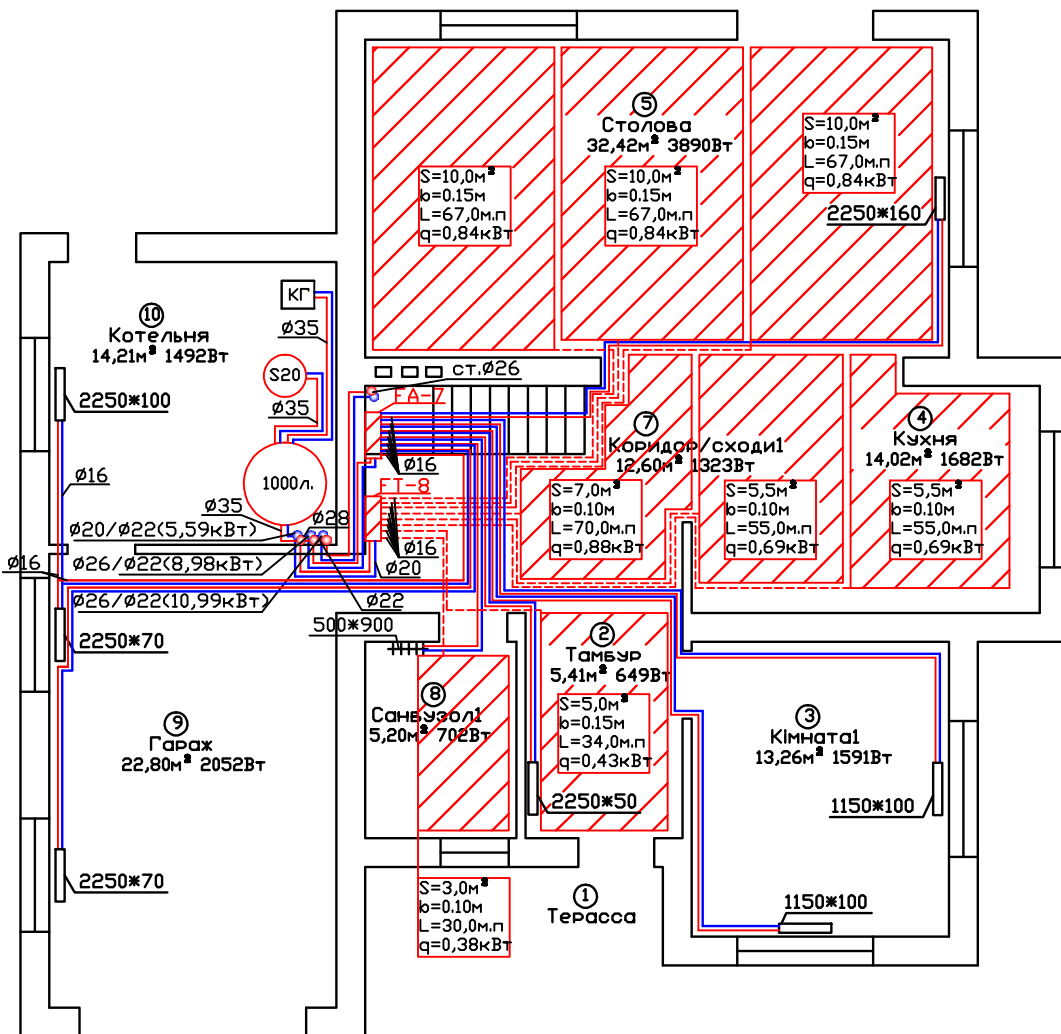 5
Столова
32,42м² 3890Вт
S=10,0м²
b=0.15м
L=67,0м.п
q=0,84кВт
S=10,0м²
b=0.15м
L=67,0м.п
q=0,84кВт
S=10,0м²
b=0.15м
L=67,0м.п
q=0,84кВт
2250*160
КГ
10
Котельня
14,21м² 1492Вт
Ø35
S20
Ø35
2250*100
ст.Ø26
FA-7
7
Коридор/сходи1
12,60м² 1323Вт
4
Кухня
14,02м² 1682Вт
Ø16
Ø16
1000л.
FT-8
S=7,0м²
b=0.10м
L=70,0м.п
q=0,88кВт
S=5,5м²
b=0.10м
L=55,0м.п
q=0,69кВт
S=5,5м²
b=0.10м
L=55,0м.п
q=0,69кВт
Ø35
Ø28
Ø20/Ø22(5,59кВт)
Ø16
Ø16
Ø26/Ø22(8,98кВт)
Ø20
Ø26/Ø22(10,99кВт)
Ø22
500*900
2250*70
2
Тамбур
5,41м² 649Вт
S=5,0м²
b=0.15м
L=34,0м.п
q=0,43кВт
8
Санвузол1
5,20м² 702Вт
9
Гараж
22,80м² 2052Вт
3
Кімната1
13,26м² 1591Вт
2250*50
1150*100
2250*70
1150*100
S=3,0м²
b=0.10м
L=30,0м.п
q=0,38кВт
1
Терасса